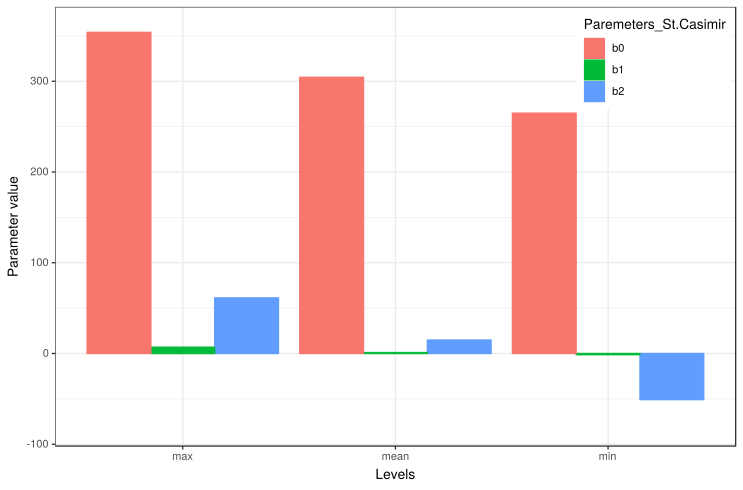 Paremeters_St.Casimir
b0
b1
b2
Parameter value
300
200
100
0
-100
max
mean
min
Levels